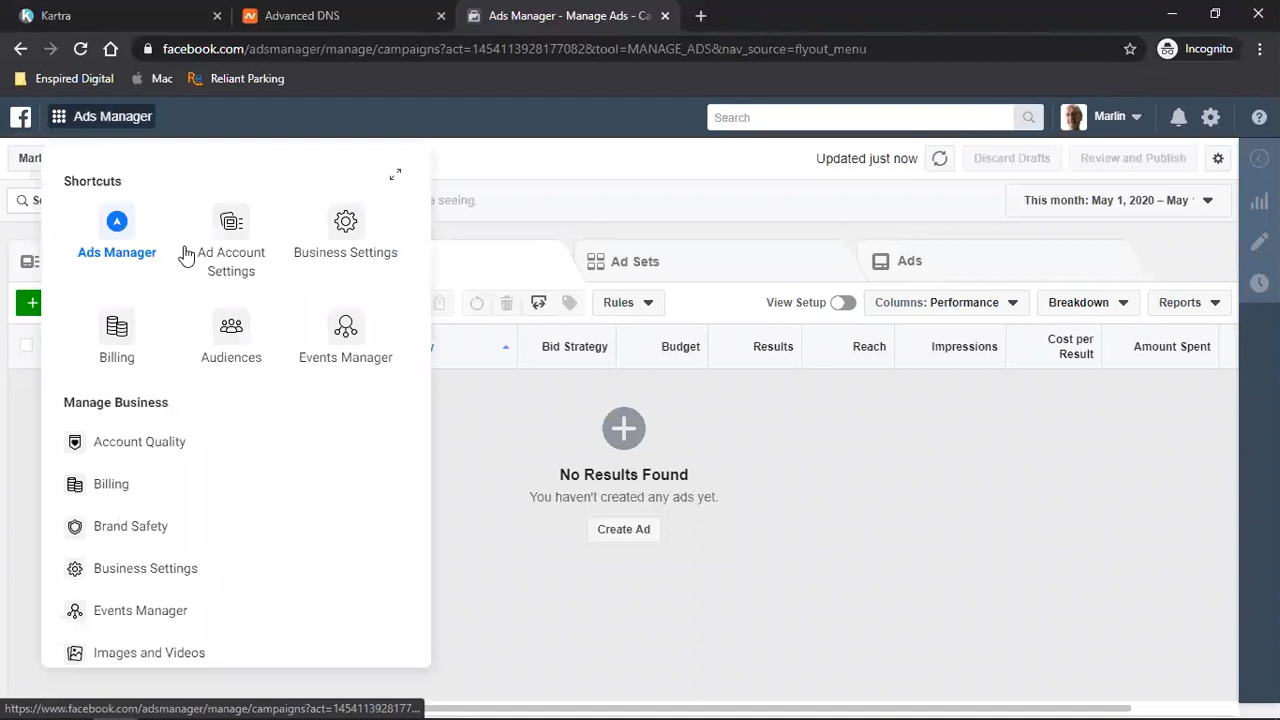 Kartra
Advanced DNS
Ads Manager - Manage Ads - Ca
facebook.com/adsmanager/manage/campaigns?act=1454113928177082&tool=MANAGE_ADS&nav_source=flyout_menu
Incognito
Enspired Digital
Mac
Reliant Parking
Ads Manager
Search
Marlin
Marl
Updated just now
Discard Drafts
Review and Publish
Shortcuts
Se
e seeing.
This month: May 1, 2020 – May
Ads Manager
Ad Account
Settings
Business Settings
Ad Sets
Ads
Rules
View Setup
Columns: Performance
Breakdown
Reports
Billing
Audiences
Events Manager
y
Bid Strategy
Budget
Results
Reach
Impressions
Cost per
Result
Amount Spent
Manage Business
Account Quality
Billing
Brand Safety
Business Settings
Events Manager
Images and Videos
No Results Found
You haven't created any ads yet.
Create Ad
https://www.facebook.com/adsmanager/manage/campaigns?act=14541139281770​77...